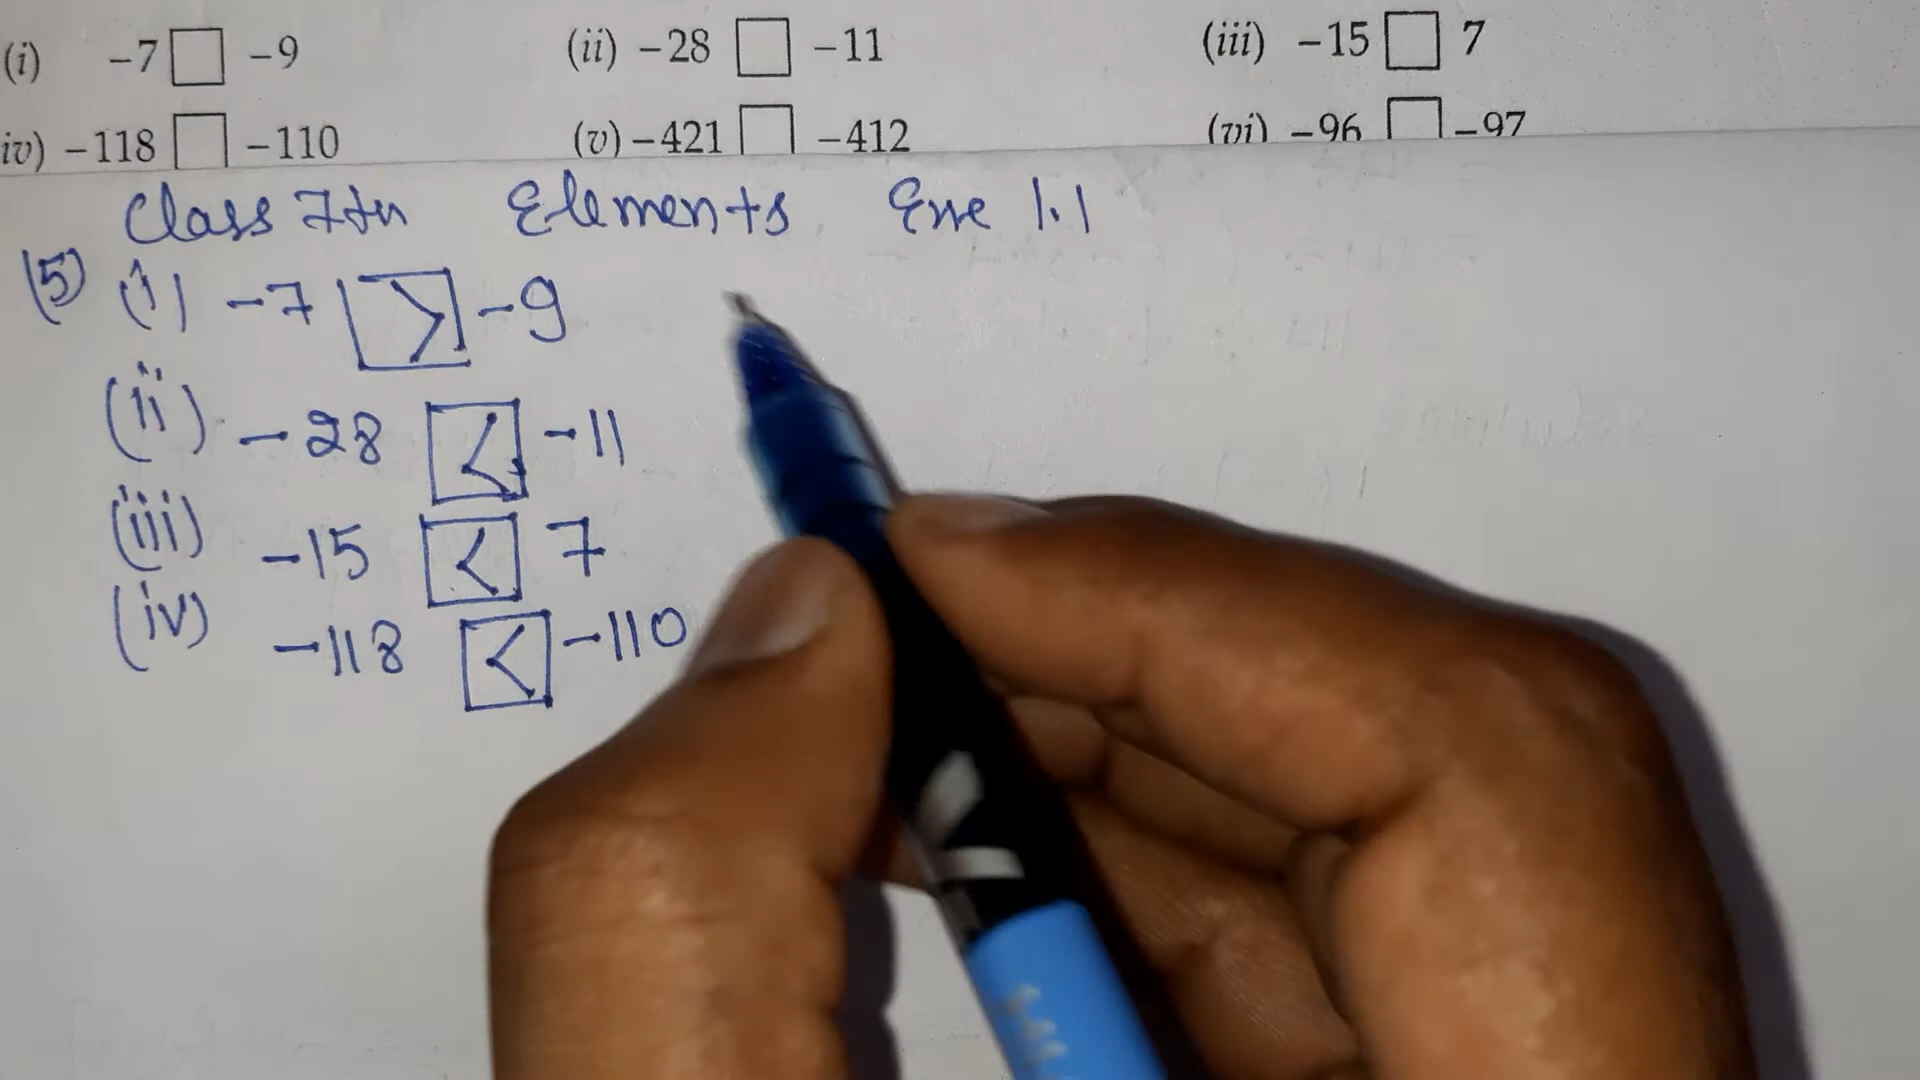 (i) -7 □ -9 (ii) -28 □ -11 (iii) -15 □ 7
iv) -118 □ -110 (v) -421 □ -412 (vi) -96 □ -97
Class 7th Elements Exe 1.1
(5) (i) -7 > -9
(ii) -28 < -11
(iii) -15 < 7
(iv) -118 < -110